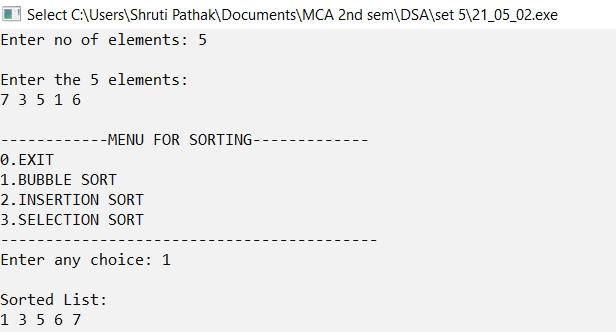 Select C:\Users\Shruti Pathak\Documents\MCA 2nd sem\DSA\set 5\21_05_02.exe
Enter no of elements: 5
Enter the 5 elements:
7 3 5 1 6
------------MENU FOR SORTING-------------
0.EXIT
1.BUBBLE SORT
2.INSERTION SORT
3.SELECTION SORT
------------------------------------------
Enter any choice: 1
Sorted List:
1 3 5 6 7